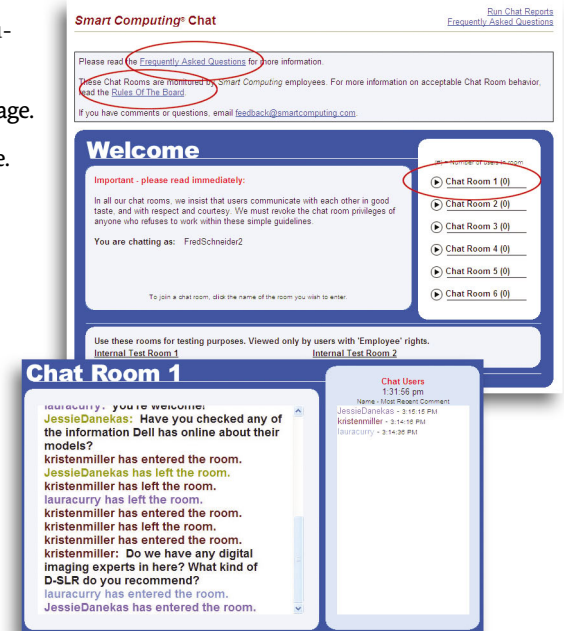 n-
age.
e.
Smart Computing® Chat
Run Chat Reports
Frequently Asked Questions
Please read the Frequently Asked Questions for more information.
These Chat Rooms are monitored by Smart Computing employees. For more information on acceptable Chat Room behavior,
read the Rules Of The Board.
If you have comments or questions, email feedback@smartcomputing.com.
Welcome
Important - please read immediately:
In all our chat rooms, we insist that users communicate with each other in good
taste, and with respect and courtesy. We must revoke the chat room privileges of
anyone who refuses to work within these simple guidelines.
You are chatting as: FredSchneider2
To join a chat room, click the name of the room you wish to enter.
(#) = Number of users in room
Chat Room 1 (0)
Chat Room 2 (0)
Chat Room 3 (0)
Chat Room 4 (0)
Chat Room 5 (0)
Chat Room 6 (0)
Use these rooms for testing purposes. Viewed only by users with 'Employee' rights.
Internal Test Room 1
Internal Test Room 2
Chat Room 1
lauracurry: you're welcome!
JessieDanekas: Have you checked any of
the information Dell has online about their
models?
kristenmiller has entered the room.
JessieDanekas has left the room.
kristenmiller has left the room.
lauracurry has left the room.
kristenmiller has entered the room.
kristenmiller has left the room.
kristenmiller has entered the room.
kristenmiller: Do we have any digital
imaging experts in here? What kind of
D-SLR do you recommend?
lauracurry has entered the room.
JessieDanekas has entered the room.
Chat Users
1:31:56 pm
Name - Most Recent Comment
JessieDanekas - 3:15:15 PM
kristenmiller - 3:14:15 PM
lauracurry - 3:14:36 PM